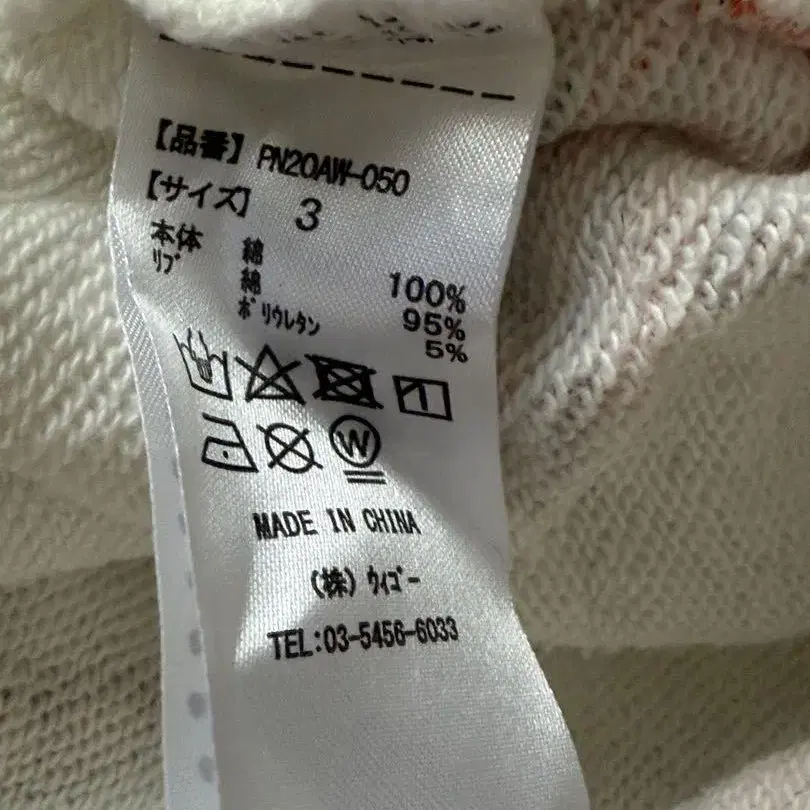 【品番】 PN20AW-050
【サイズ】 3
本体 綿 100%
リブ 綿 95%
ポリウレタン 5%
W
MADE IN CHINA
(株) ウィゴー
TEL:03-5456-6033